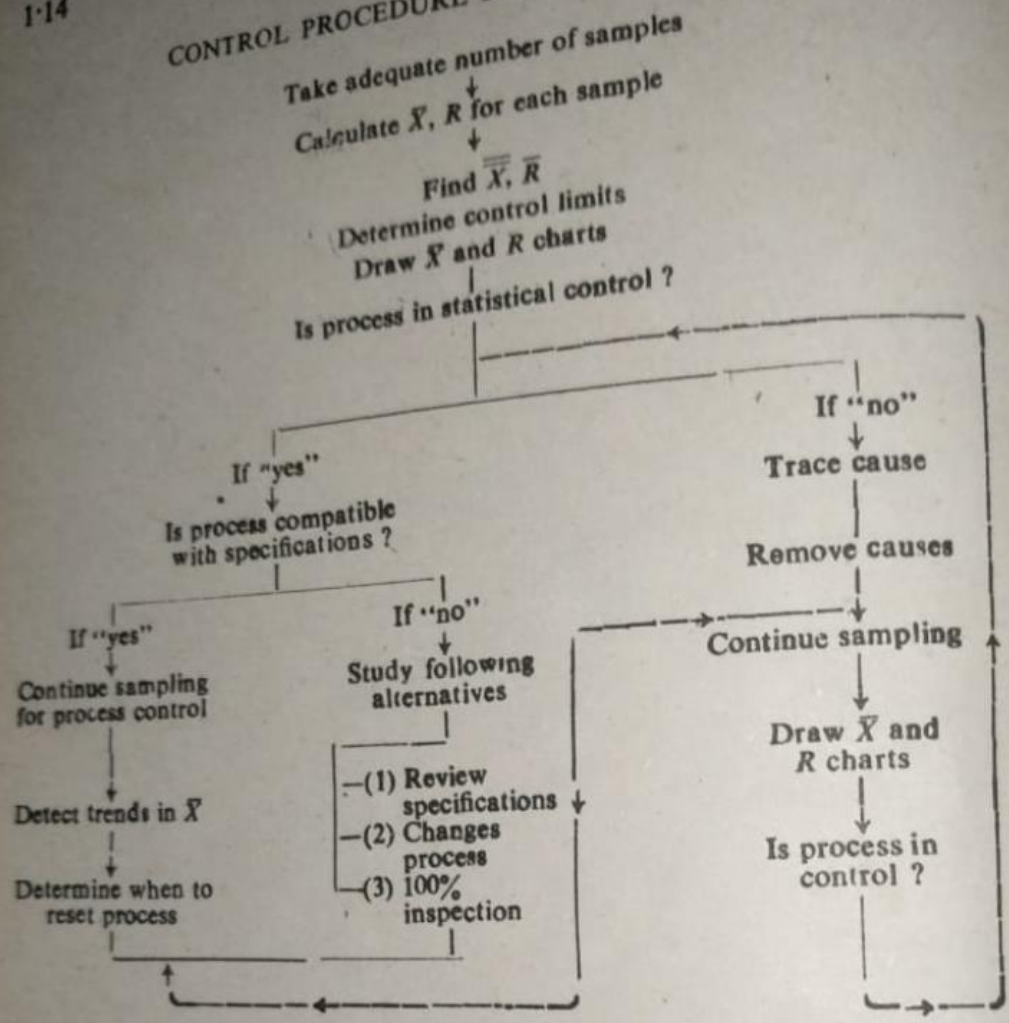 1·14
CONTROL PROCEDURE
Take adequate number of samples
Calculate X̅, R for each sample
Find X̿, R̅
Determine control limits
Draw X̅ and R charts
Is process in statistical control ?
If "yes"
Is process compatible
with specifications ?
If "yes"
Continue sampling
for process control
Detect trends in X̅
Determine when to
reset process
If "no"
Study following
alternatives
(1) Review
specifications
(2) Changes
process
(3) 100%
inspection
If "no"
Trace cause
Remove causes
Continue sampling
Draw X̅ and
R charts
Is process in
control ?